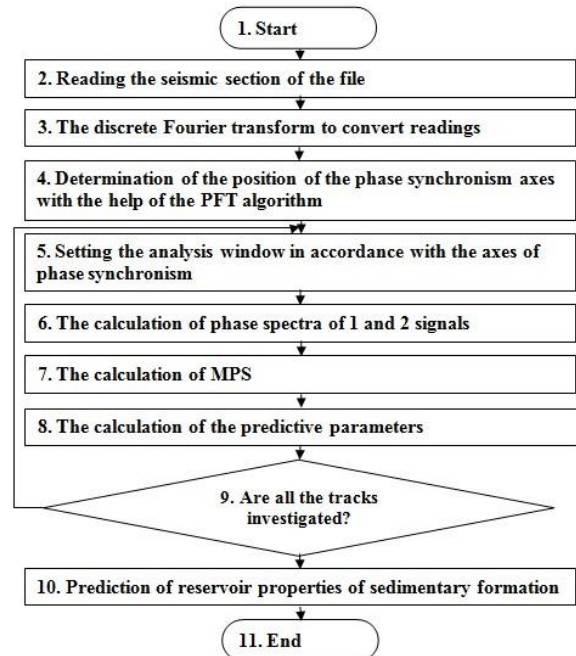 1. Start
2. Reading the seismic section of the file
3. The discrete Fourier transform to convert readings
4. Determination of the position of the phase synchronism axes
with the help of the PFT algorithm
5. Setting the analysis window in accordance with the axes of
phase synchronism
6. The calculation of phase spectra of 1 and 2 signals
7. The calculation of MPS
8. The calculation of the predictive parameters
9. Are all the tracks
investigated?
10. Prediction of reservoir properties of sedimentary formation
11. End